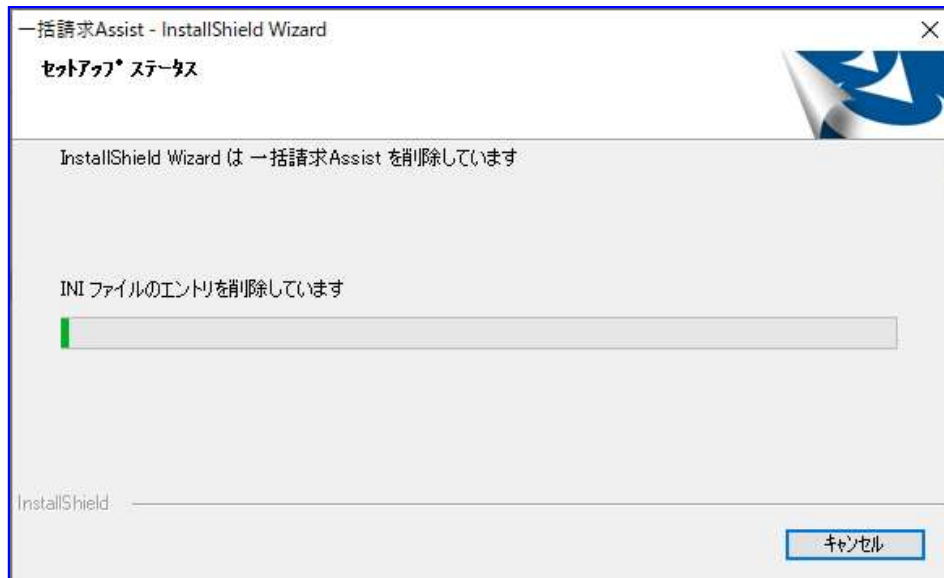 一括請求Assist - InstallShield Wizard
ｾｯﾄｱｯﾌﾟ ｽﾃｰﾀｽ
InstallShield Wizard は 一括請求Assist を削除しています
INI ファイルのエントリを削除しています
InstallShield
ｷｬﾝｾﾙ